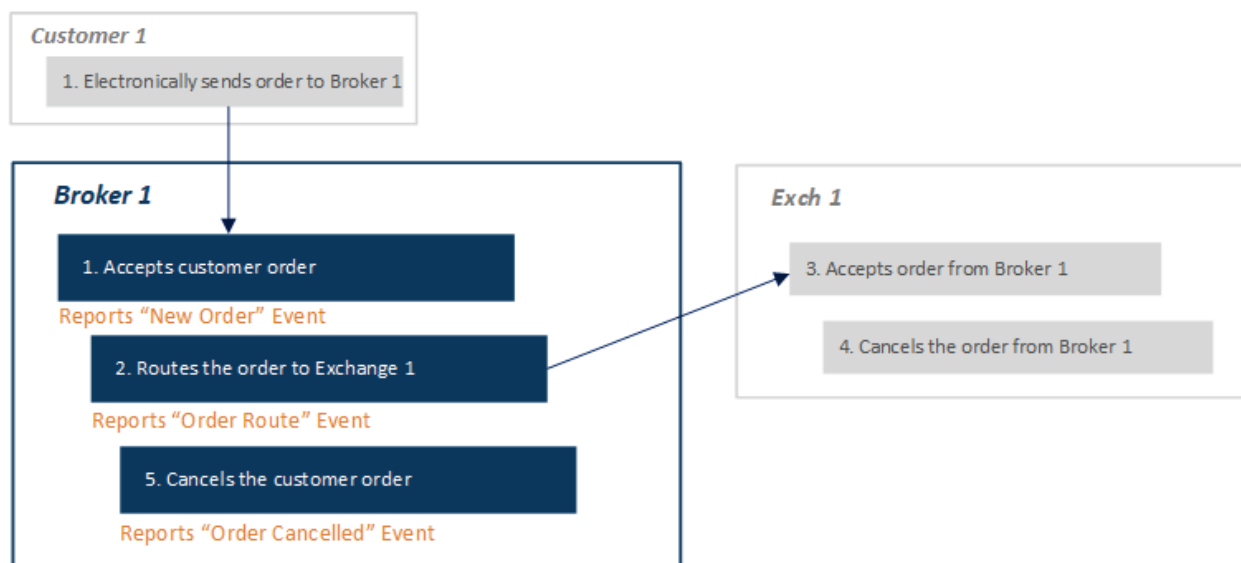 Customer 1
1. Electronically sends order to Broker 1
Broker 1
1. Accepts customer order
Reports “New Order” Event
2. Routes the order to Exchange 1
Reports “Order Route” Event
5. Cancels the customer order
Reports “Order Cancelled” Event
Exch 1
3. Accepts order from Broker 1
4. Cancels the order from Broker 1